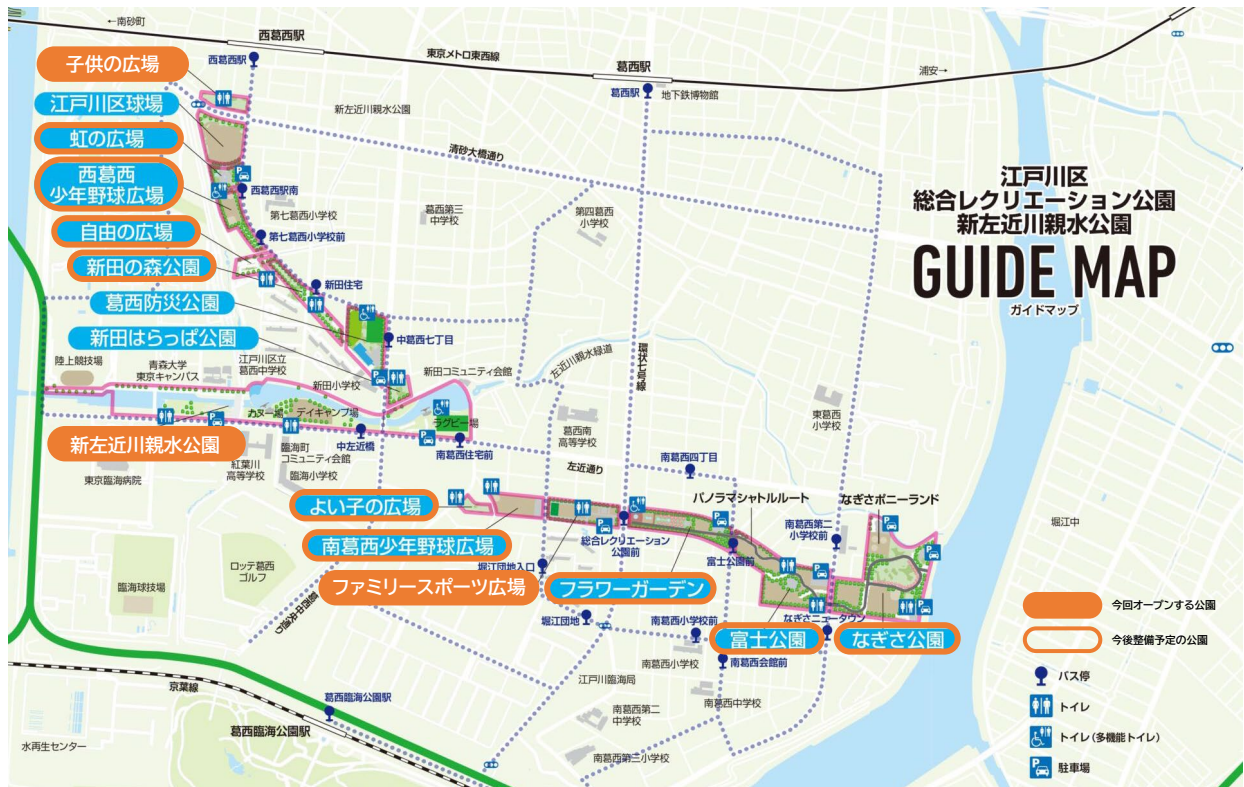 ←南砂町
西葛西駅
西葛西駅
東京メトロ東西線
葛西駅
葛西駅
地下鉄博物館
浦安→
子供の広場
江戸川区球場
虹の広場
西葛西
少年野球広場
自由の広場
新田の森公園
葛西防災公園
新田はらっぱ公園
新左近川親水公園
清砂大橋通り
西葛西駅南
第七葛西小学校
第七葛西小学校前
葛西第三
中学校
第四葛西
小学校
新田住宅
中葛西七丁目
環状七号線
左近川親水緑道
陸上競技場
青森大学
東京キャンパス
江戸川区立
葛西中学校
新田小学校
新田コミュニティ会館
カヌー場
デイキャンプ場
ラグビー場
新左近川親水公園
中左近橋
南葛西住宅前
臨海町
コミュニティ会館
紅葉川
高等学校
臨海小学校
東京臨海病院
葛西南
高等学校
東葛西
小学校
左近通り
南葛西四丁目
パノラマシャトルルート
なぎさポニーランド
よい子の広場
南葛西少年野球広場
ファミリースポーツ広場
フラワーガーデン
富士公園
なぎさ公園
総合レクリエーション
公園前
南葛西第二
小学校前
富士公園前
堀江団地入口
堀江団地
なぎさニュータウン
南葛西小学校前
南葛西小学校
南葛西会館前
江戸川臨海局
南葛西中学校
南葛西第二
中学校
南葛西第二小学校
堀江中
ロッテ葛西
ゴルフ
臨海球技場
葛西中央通り
京葉線
葛西臨海公園駅
葛西臨海公園駅
水再生センター
江戸川区
総合レクリエーション公園
新左近川親水公園
GUIDE MAP
ガイドマップ
今回オープンする公園
今後整備予定の公園
バス停
トイレ
トイレ（多機能トイレ）
駐車場